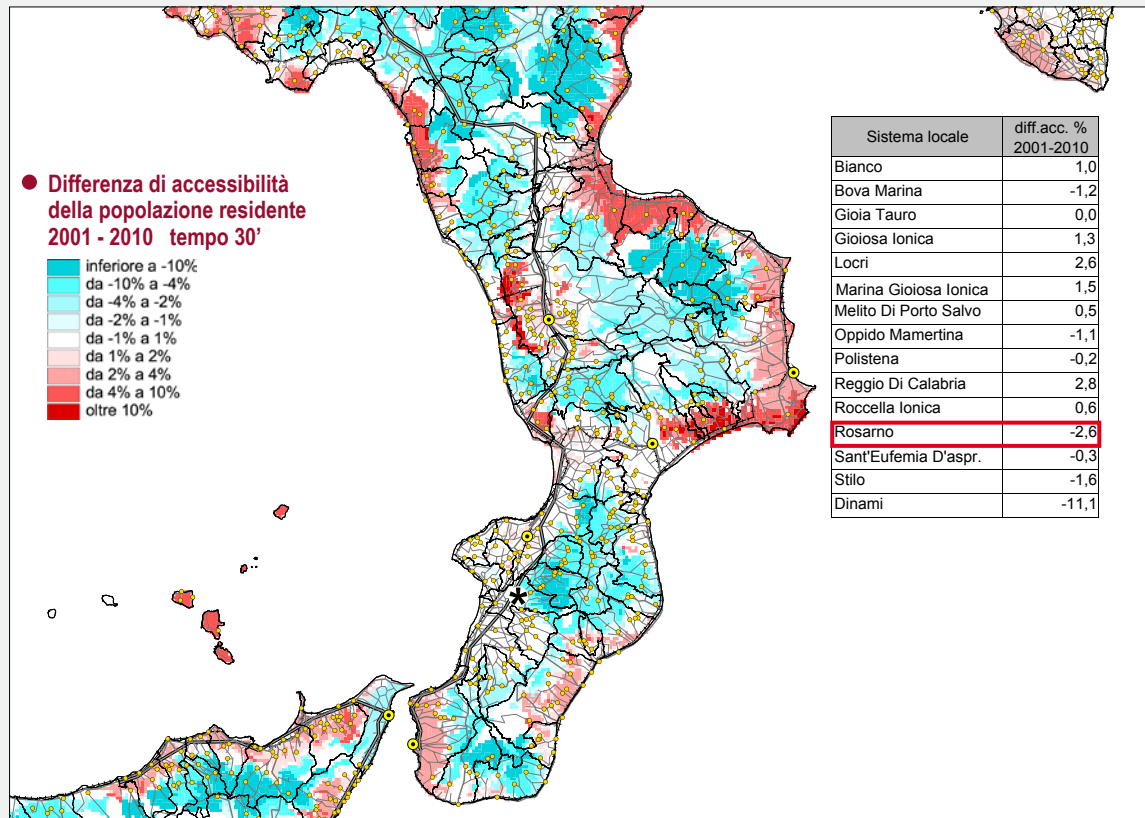 Differenza di accessibilità
della popolazione residente
2001 - 2010 tempo 30’
inferiore a -10%
da -10% a -4%
da -4% a -2%
da -2% a -1%
da -1% a 1%
da 1% a 2%
da 2% a 4%
da 4% a 10%
oltre 10%
Sistema locale diff.acc. % 2001-2010
Bianco 1,0
Bova Marina -1,2
Gioia Tauro 0,0
Gioiosa Ionica 1,3
Locri 2,6
Marina Gioiosa Ionica 1,5
Melito Di Porto Salvo 0,5
Oppido Mamertina -1,1
Polistena -0,2
Reggio Di Calabria 2,8
Roccella Ionica 0,6
Rosarno -2,6
Sant'Eufemia D'aspr. -0,3
Stilo -1,6
Dinami -11,1
*